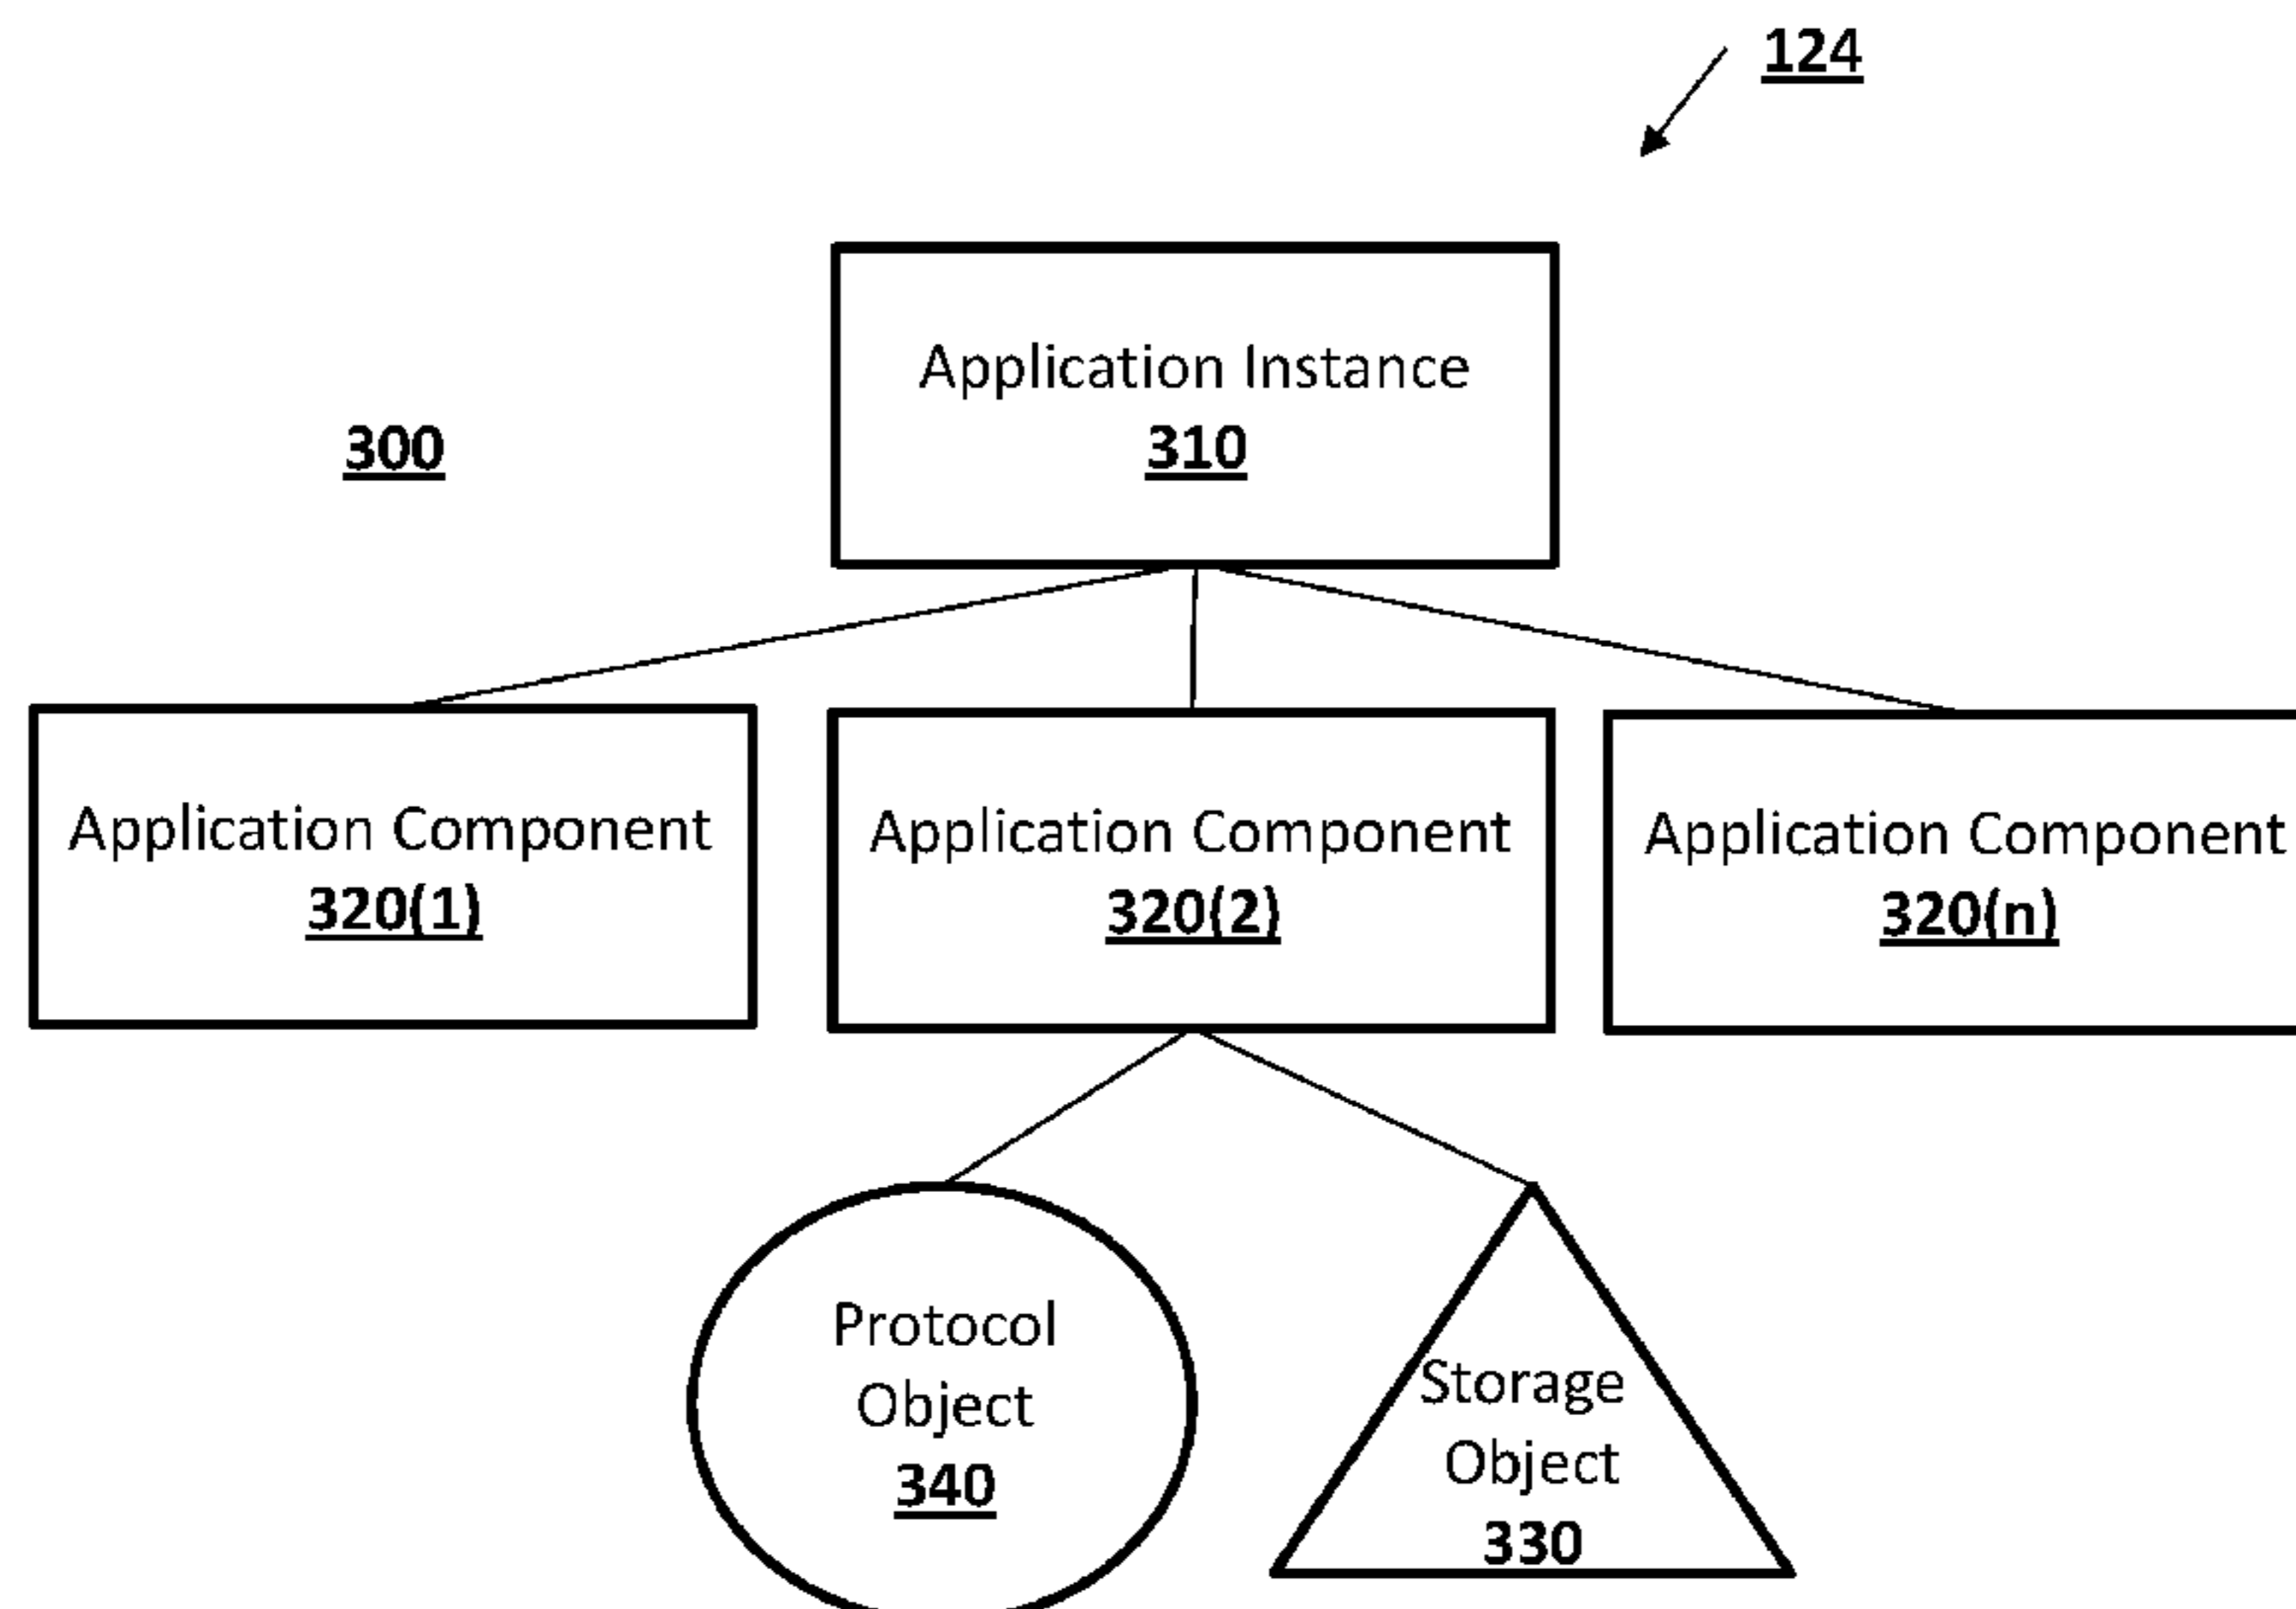 124
Application Instance
300
310
Application Component
320(1)
Application Component
320(2)
Application Component
320(n)
Protocol
Object
340
Storage
Object
330